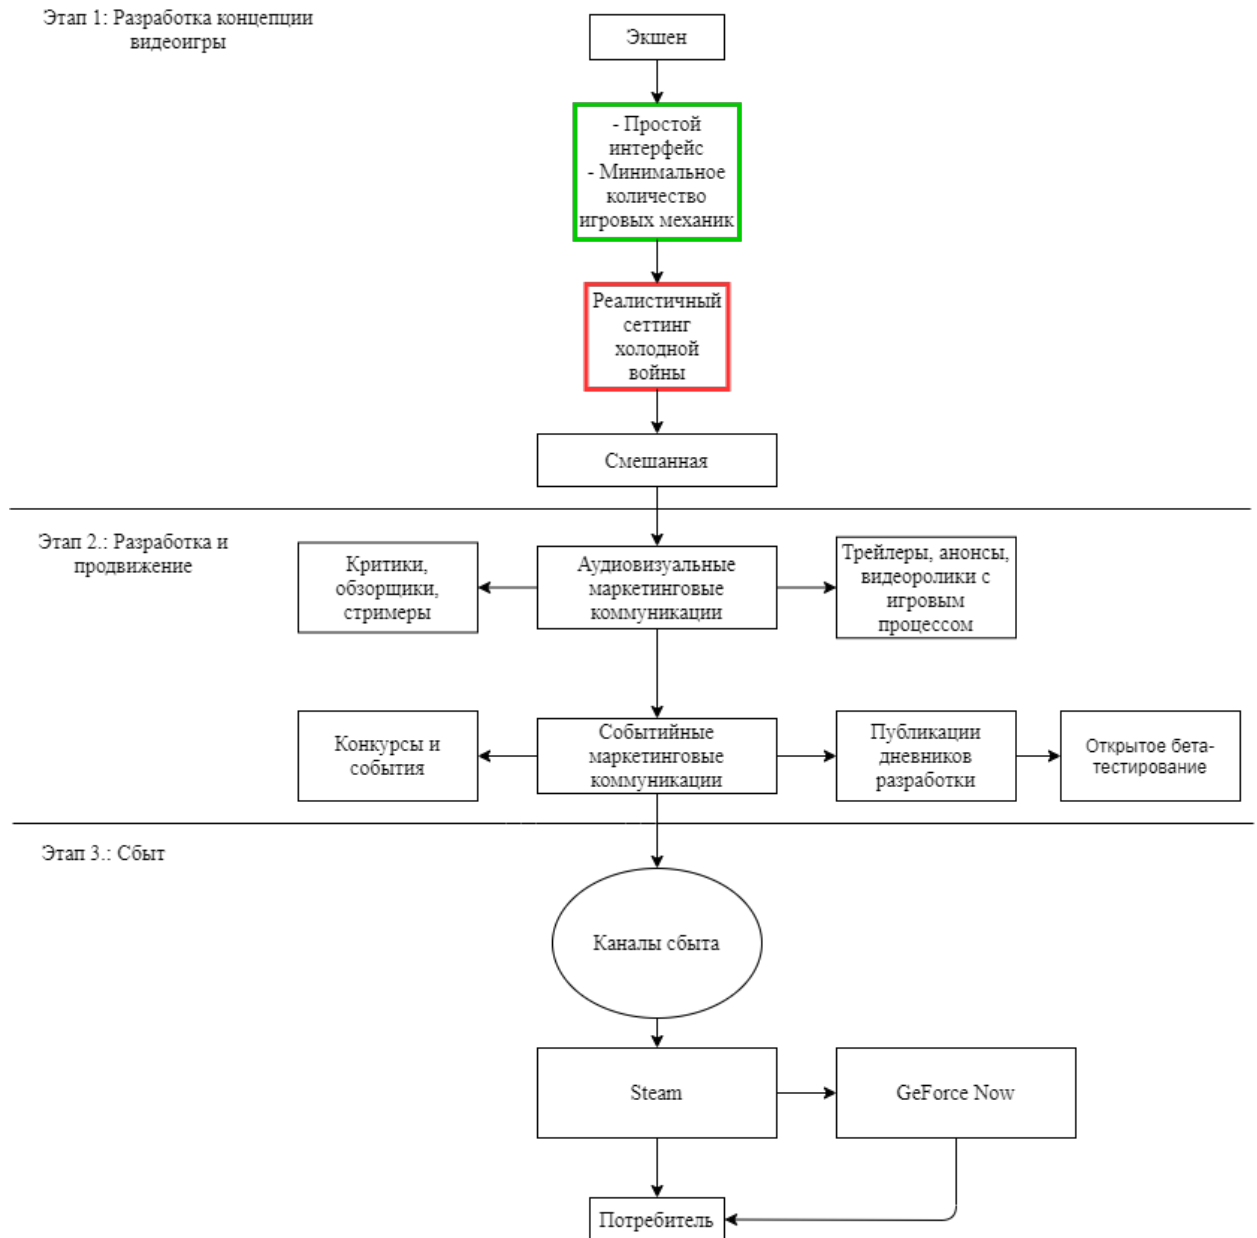 Этап 1: Разработка концепции
видеоигры
Экшен
- Простой
интерфейс
- Минимальное
количество
игровых механик
Реалистичный
сеттинг
холодной
войны
Смешанная
Этап 2.: Разработка и
продвижение
Критики,
обзорщики,
стримеры
Аудиовизуальные
маркетинговые
коммуникации
Трейлеры, анонсы,
видеоролики с
игровым
процессом
Конкурсы и
события
Событийные
маркетинговые
коммуникации
Публикации
дневников
разработки
Открытое бета-
тестирование
Этап 3.: Сбыт
Каналы сбыта
Steam
GeForce Now
Потребитель